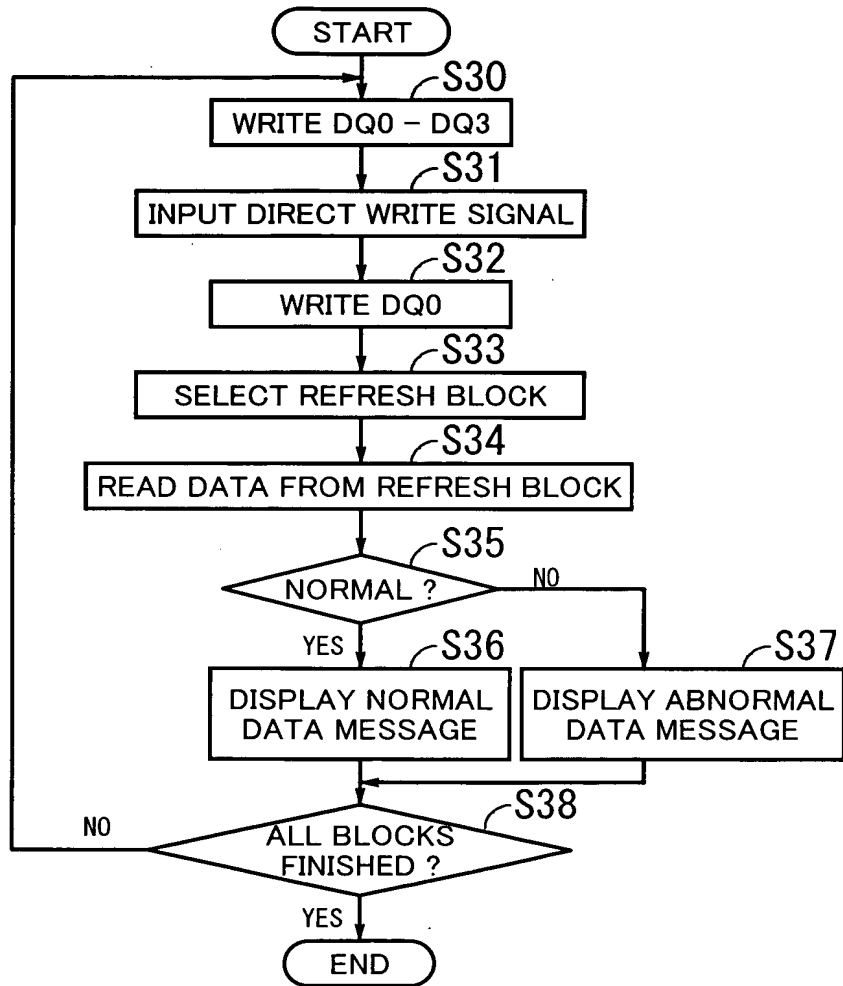 START
S30
WRITE DQ0 – DQ3
S31
INPUT DIRECT WRITE SIGNAL
S32
WRITE DQ0
S33
SELECT REFRESH BLOCK
S34
READ DATA FROM REFRESH BLOCK
S35
NORMAL ?
NO
YES
S36
DISPLAY NORMAL
DATA MESSAGE
S37
DISPLAY ABNORMAL
DATA MESSAGE
S38
ALL BLOCKS
FINISHED ?
NO
YES
END